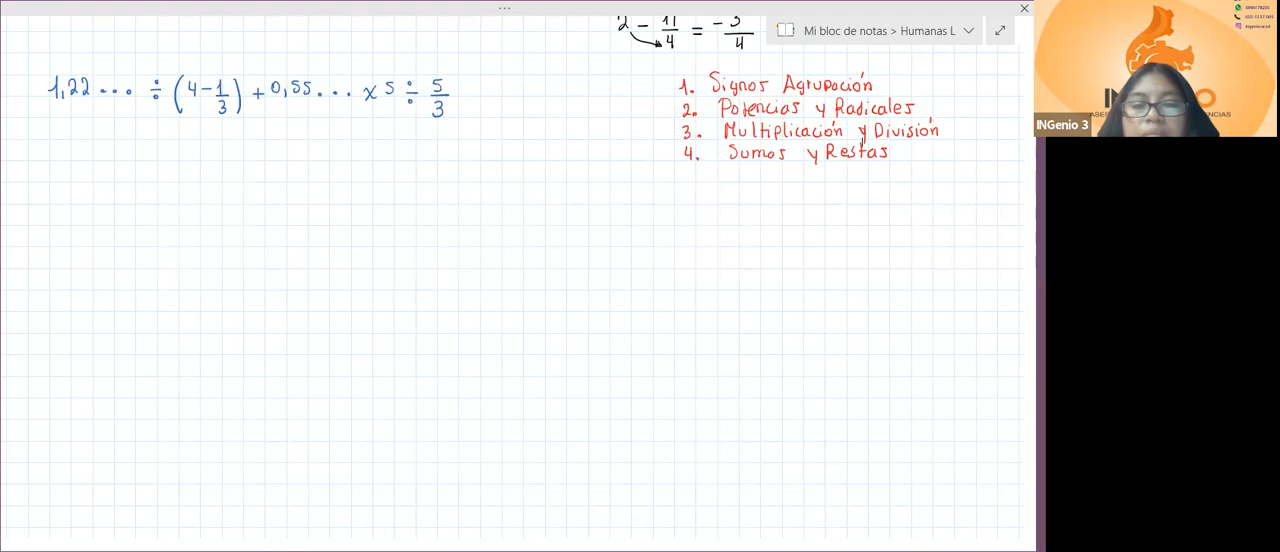 2 - 11/4 = -3/4
Mi bloc de notas > Humanas L
1,22... ÷ (4 - 1/3) + 0,55... x 5 ÷ 5/3
1. Signos Agrupación
2. Potencias y Radicales
3. Multiplicación y División
4. Sumas y Restas
INGenio 3